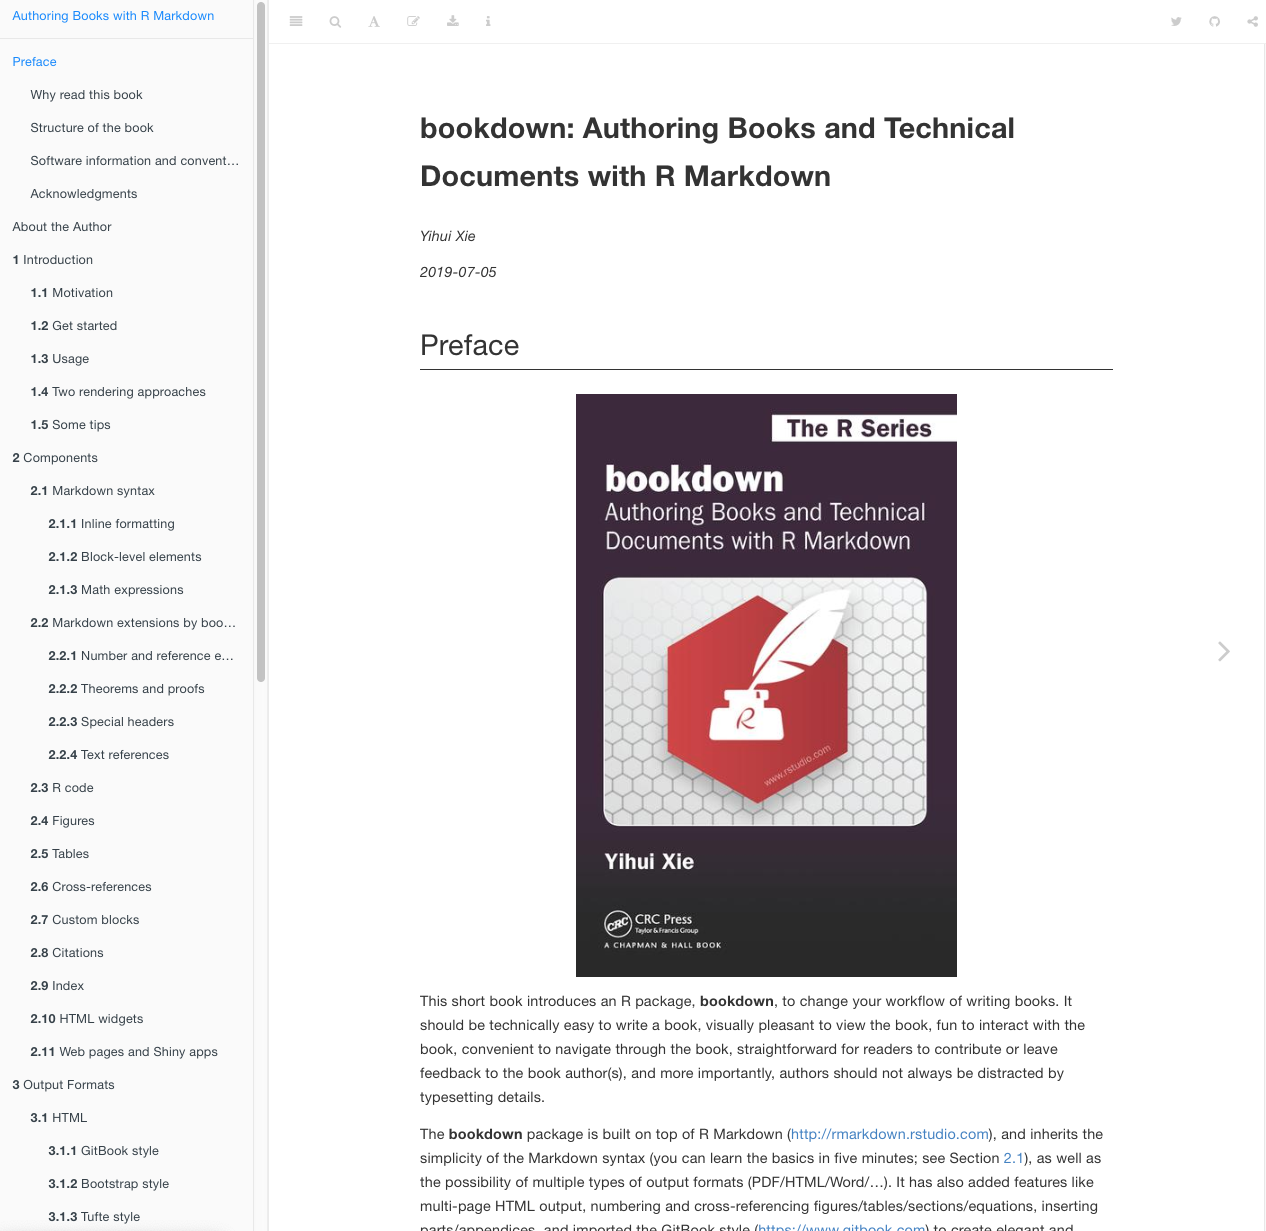 Authoring Books with R Markdown
Preface
Why read this book
Structure of the book
Software information and convent…
Acknowledgments
About the Author
1 Introduction
1.1 Motivation
1.2 Get started
1.3 Usage
1.4 Two rendering approaches
1.5 Some tips
2 Components
2.1 Markdown syntax
2.1.1 Inline formatting
2.1.2 Block-level elements
2.1.3 Math expressions
2.2 Markdown extensions by boo…
2.2.1 Number and reference e…
2.2.2 Theorems and proofs
2.2.3 Special headers
2.2.4 Text references
2.3 R code
2.4 Figures
2.5 Tables
2.6 Cross-references
2.7 Custom blocks
2.8 Citations
2.9 Index
2.10 HTML widgets
2.11 Web pages and Shiny apps
3 Output Formats
3.1 HTML
3.1.1 GitBook style
3.1.2 Bootstrap style
3.1.3 Tufte style
bookdown: Authoring Books and Technical
Documents with R Markdown
Yihui Xie
2019-07-05
Preface
The R Series
bookdown
Authoring Books and Technical
Documents with R Markdown
R
www.rstudio.com
Yihui Xie
CRC
CRC Press
Taylor & Francis Group
A CHAPMAN & HALL BOOK
This short book introduces an R package, bookdown, to change your workflow of writing books. It
should be technically easy to write a book, visually pleasant to view the book, fun to interact with the
book, convenient to navigate through the book, straightforward for readers to contribute or leave
feedback to the book author(s), and more importantly, authors should not always be distracted by
typesetting details.
The bookdown package is built on top of R Markdown (http://rmarkdown.rstudio.com), and inherits the
simplicity of the Markdown syntax (you can learn the basics in five minutes; see Section 2.1), as well as
the possibility of multiple types of output formats (PDF/HTML/Word/…). It has also added features like
multi-page HTML output, numbering and cross-referencing figures/tables/sections/equations, inserting
parts/appendices, and imported the GitBook style (https://www.gitbook.com) to create elegant and